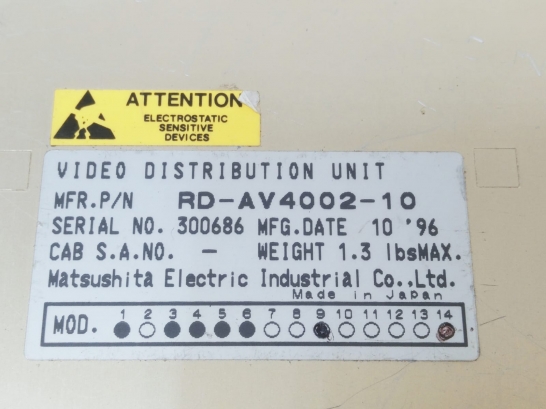 ATTENTION
ELECTROSTATIC
SENSITIVE
DEVICES
VIDEO DISTRIBUTION UNIT
MFR.P/N RD-AV4002-10
SERIAL NO. 300686 MFG.DATE 10 '96
CAB S.A.NO. - WEIGHT 1.3 lbsMAX.
Matsushita Electric Industrial Co.,Ltd.
Made in Japan
MOD. 1 2 3 4 5 6 7 8 9 10 11 12 13 14